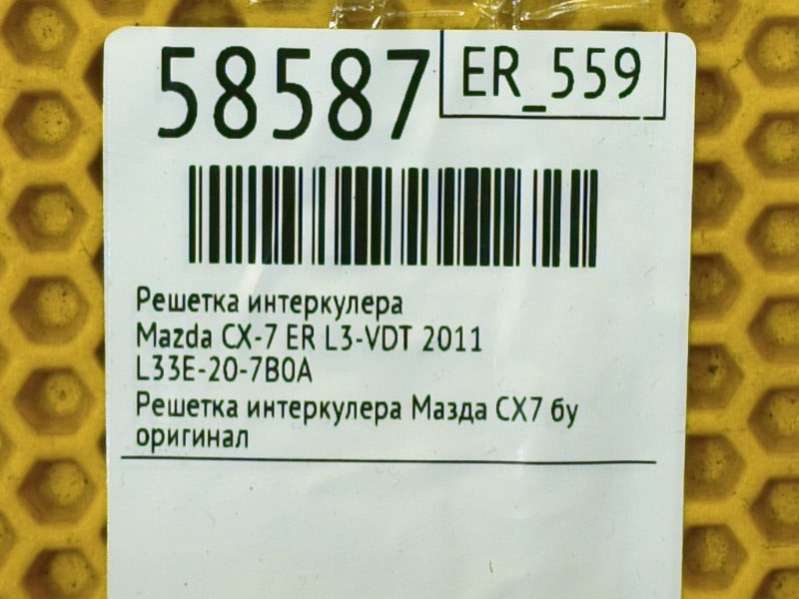 58587
ER_559
Решетка интеркулера
Mazda CX-7 ER L3-VDT 2011
L33E-20-7B0A
Решетка интеркулера Мазда СХ7 бу
оригинал